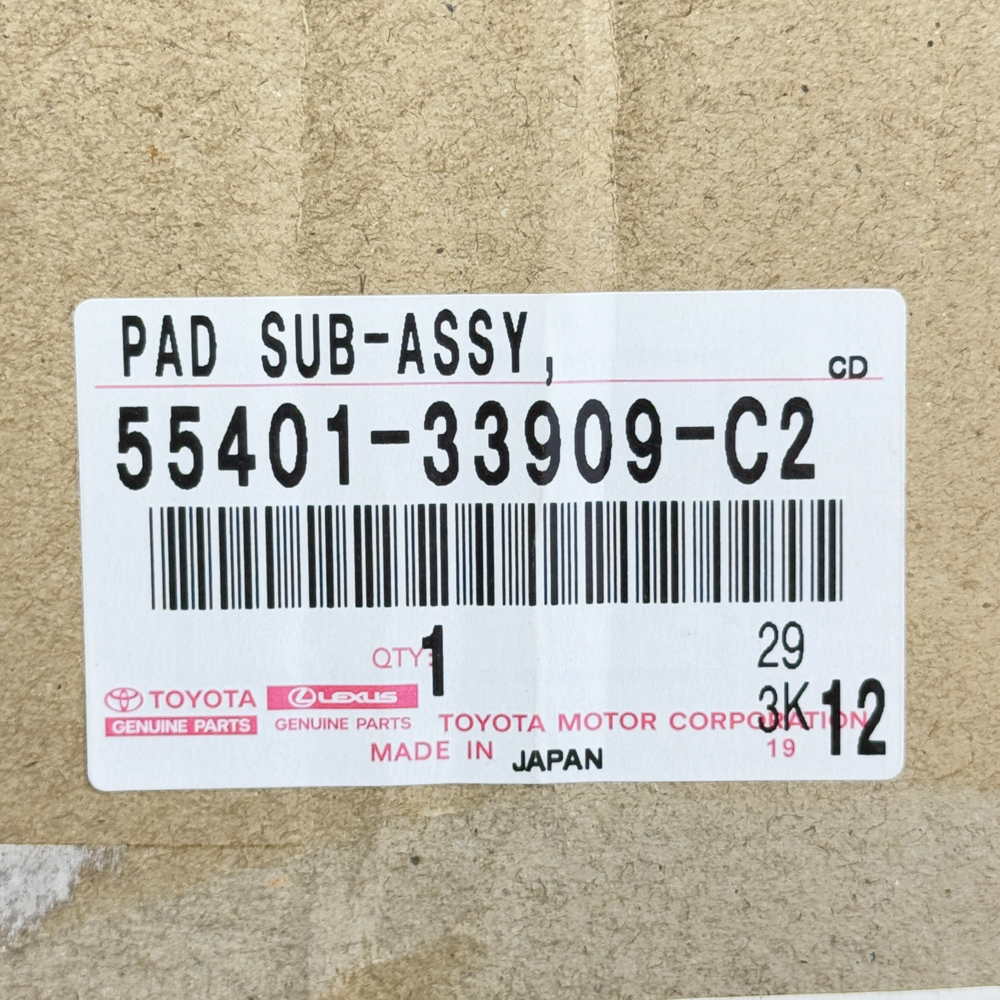 PAD SUB-ASSY,
CD
55401-33909-C2
QTY: 1
29
TOYOTA LEXUS
3K 12
GENUINE PARTS GENUINE PARTS TOYOTA MOTOR CORPORATION
MADE IN JAPAN 19